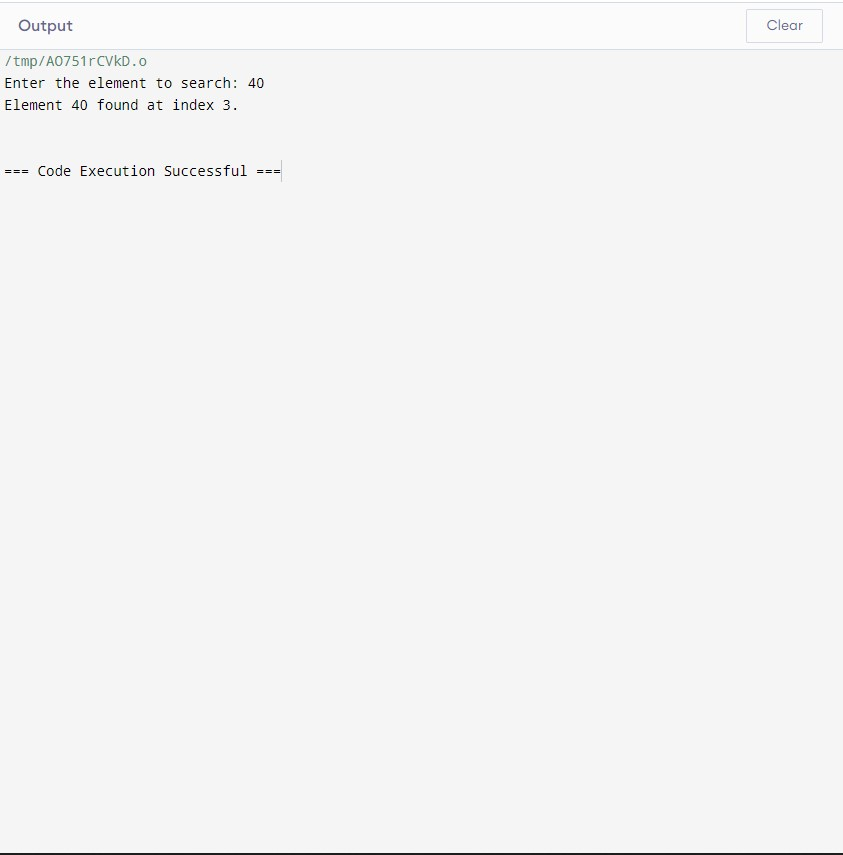 Output
Clear
/tmp/AO751rCVkD.o
Enter the element to search: 40
Element 40 found at index 3.
=== Code Execution Successful ===